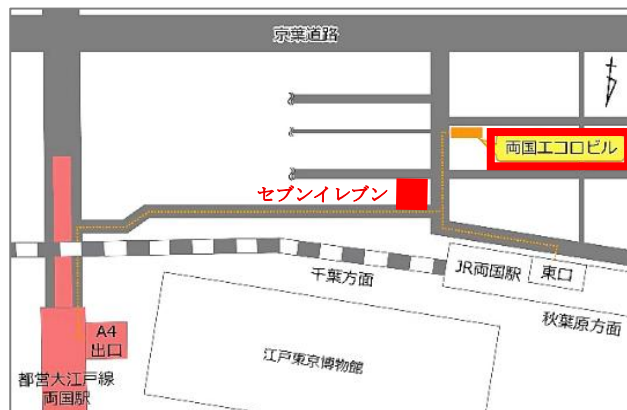 京葉道路
両国エコロビル
セブンイレブン
千葉方面
JR両国駅
東口
秋葉原方面
A4
出口
江戸東京博物館
都営大江戸線
両国駅